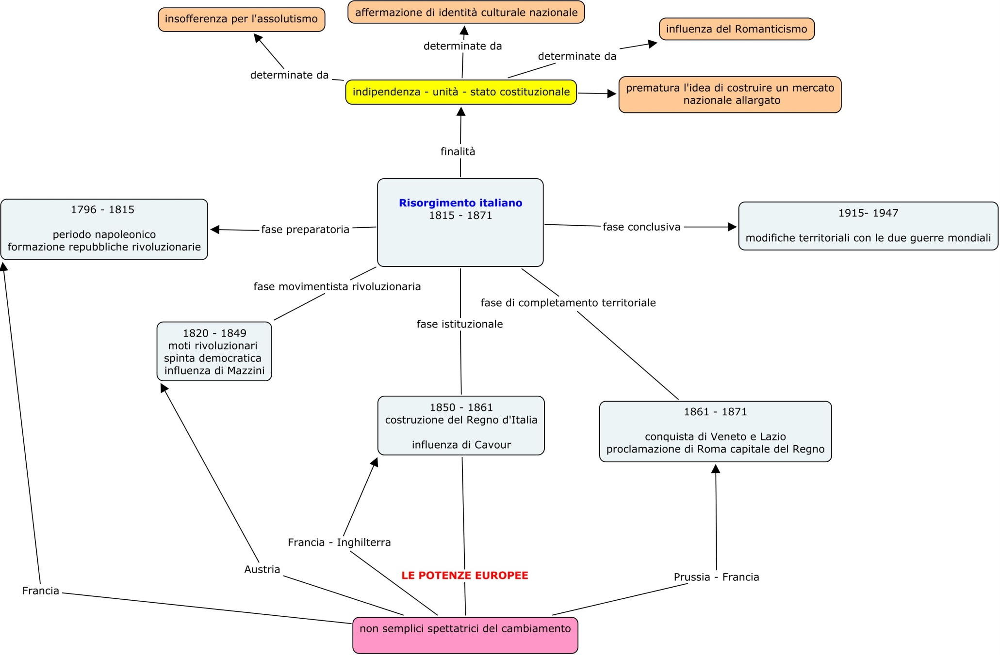 affermazione di identità culturale nazionale
insofferenza per l'assolutismo
influenza del Romanticismo
determinate da
determinate da
determinate da
indipendenza - unità - stato costituzionale
prematura l'idea di costruire un mercato
nazionale allargato
finalità
Risorgimento italiano
1815 - 1871
1796 - 1815
periodo napoleonico
formazione repubbliche rivoluzionarie
fase preparatoria
fase conclusiva
1915- 1947
modifiche territoriali con le due guerre mondiali
fase movimentista rivoluzionaria
fase di completamento territoriale
fase istituzionale
1820 - 1849
moti rivoluzionari
spinta democratica
influenza di Mazzini
1850 - 1861
costruzione del Regno d'Italia
influenza di Cavour
1861 - 1871
conquista di Veneto e Lazio
proclamazione di Roma capitale del Regno
Francia - Inghilterra
Austria
LE POTENZE EUROPEE
Prussia - Francia
Francia
non semplici spettatrici del cambiamento